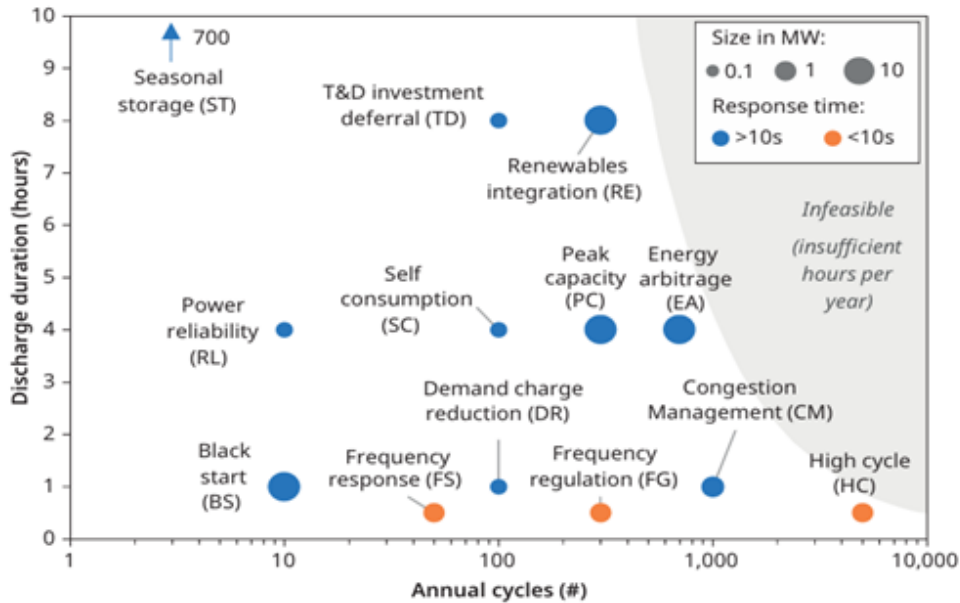 10
9
8
7
6
5
4
3
2
1
0
Discharge duration (hours)
700
Seasonal
storage (ST)
T&D investment
deferral (TD)
Renewables
integration (RE)
Size in MW:
0.1
1
10
Response time:
>10s
<10s
Infeasible
(insufficient
hours per
year)
Power
reliability
(RL)
Self
consumption
(SC)
Peak
capacity
(PC)
Energy
arbitrage
(EA)
Demand charge
reduction (DR)
Congestion
Management (CM)
Black
start
(BS)
Frequency
response (FS)
Frequency
regulation (FG)
High cycle
(HC)
1
10
100
1,000
10,000
Annual cycles (#)